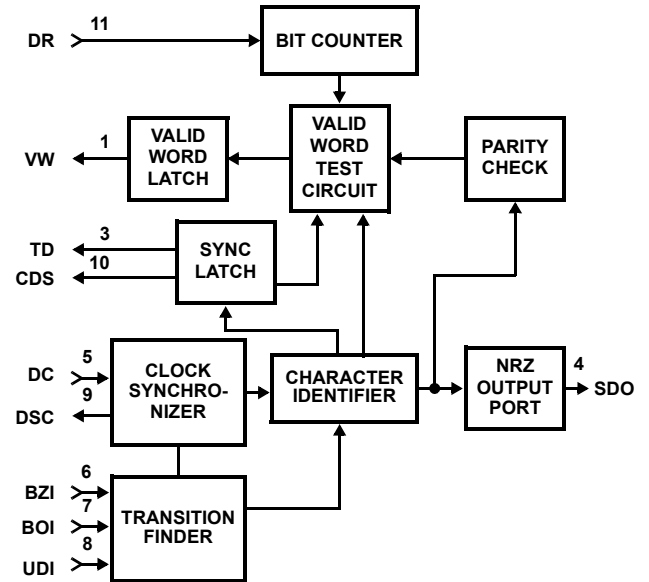 11
DR
BIT COUNTER
1
VW
VALID
WORD
LATCH
VALID
WORD
TEST
CIRCUIT
PARITY
CHECK
3
TD
10
CDS
SYNC
LATCH
5
DC
9
DSC
CLOCK
SYNCHRO-
NIZER
CHARACTER
IDENTIFIER
NRZ
OUTPUT
PORT
4
SDO
6
BZI
7
BOI
8
UDI
TRANSITION
FINDER